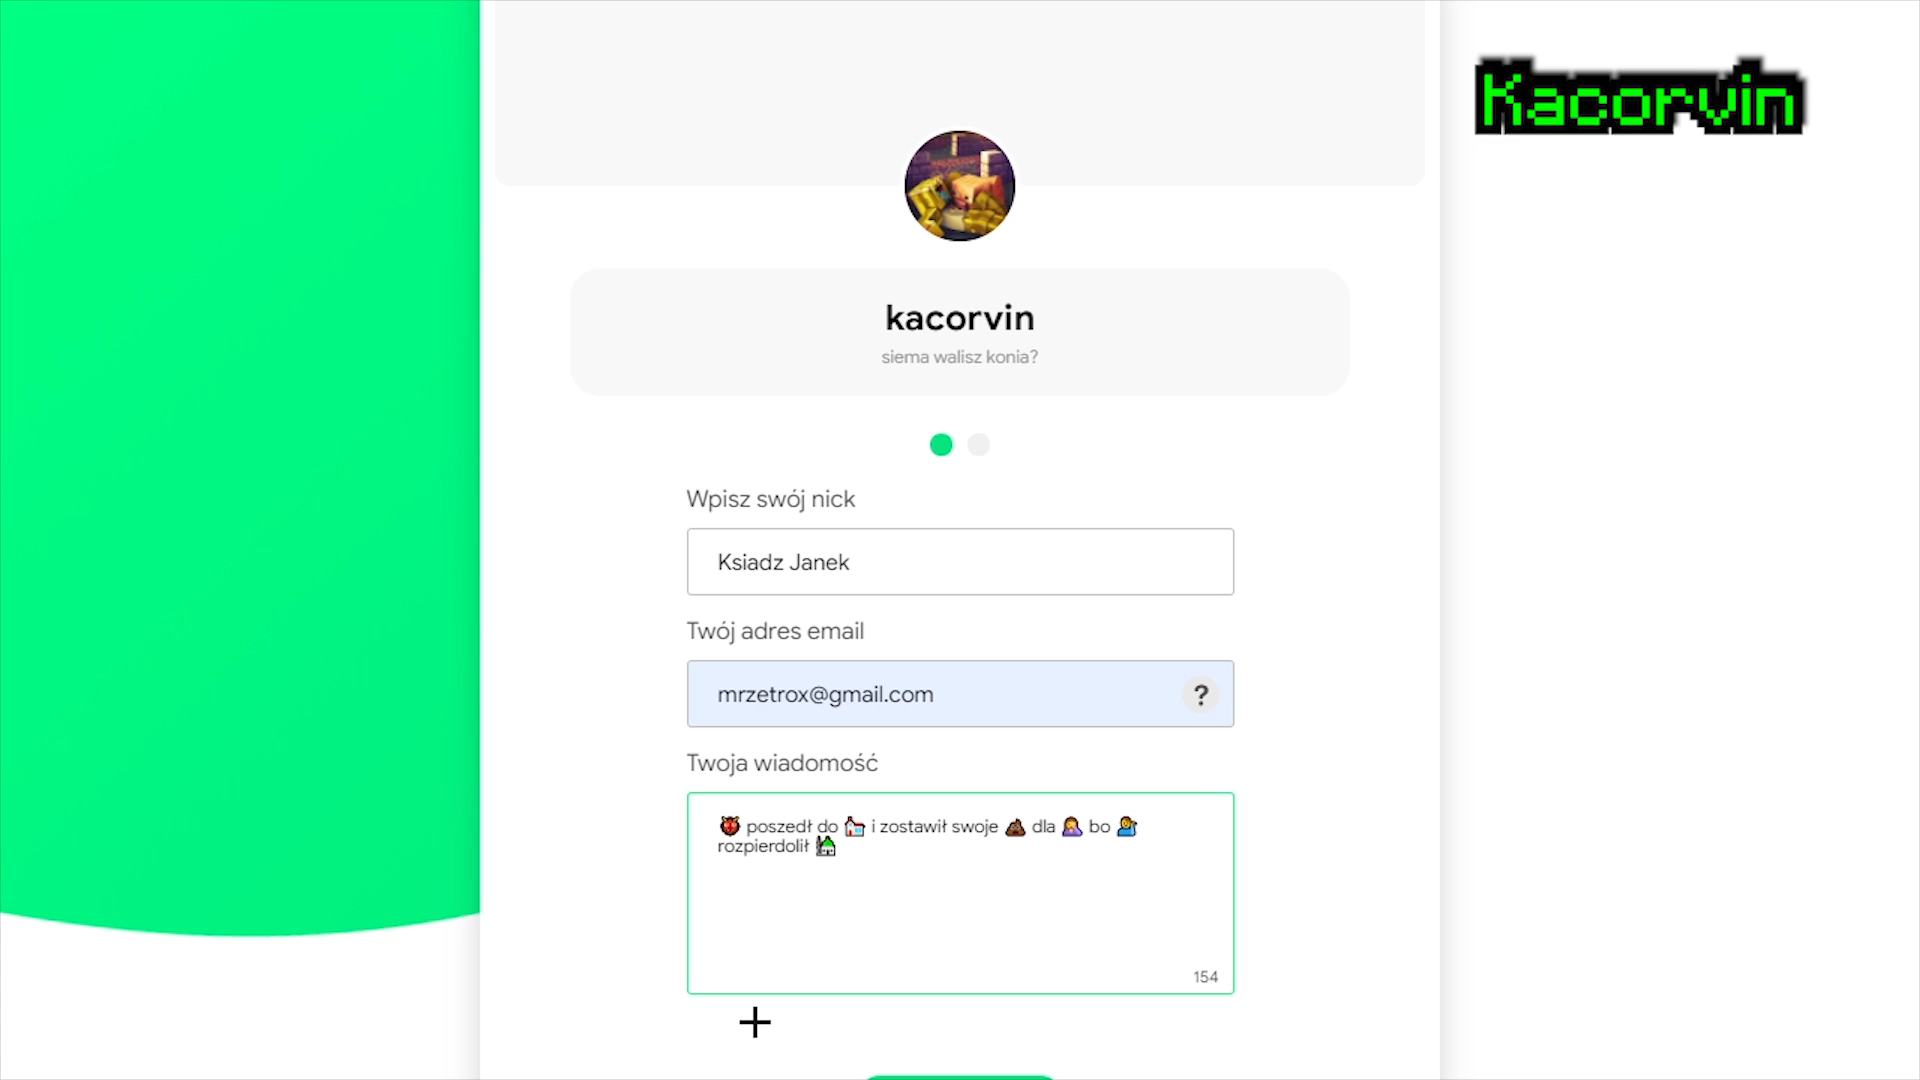 Kacorvin
kacorvin
siema walisz konia?
Wpisz swój nick
Ksiadz Janek
Twój adres email
mrzetrox@gmail.com
?
Twoja wiadomość
👹 poszedł do 🏠 i zostawił swoje 💩 dla 🤦‍♀️ bo 💁
rozpierdolił 🏠
154